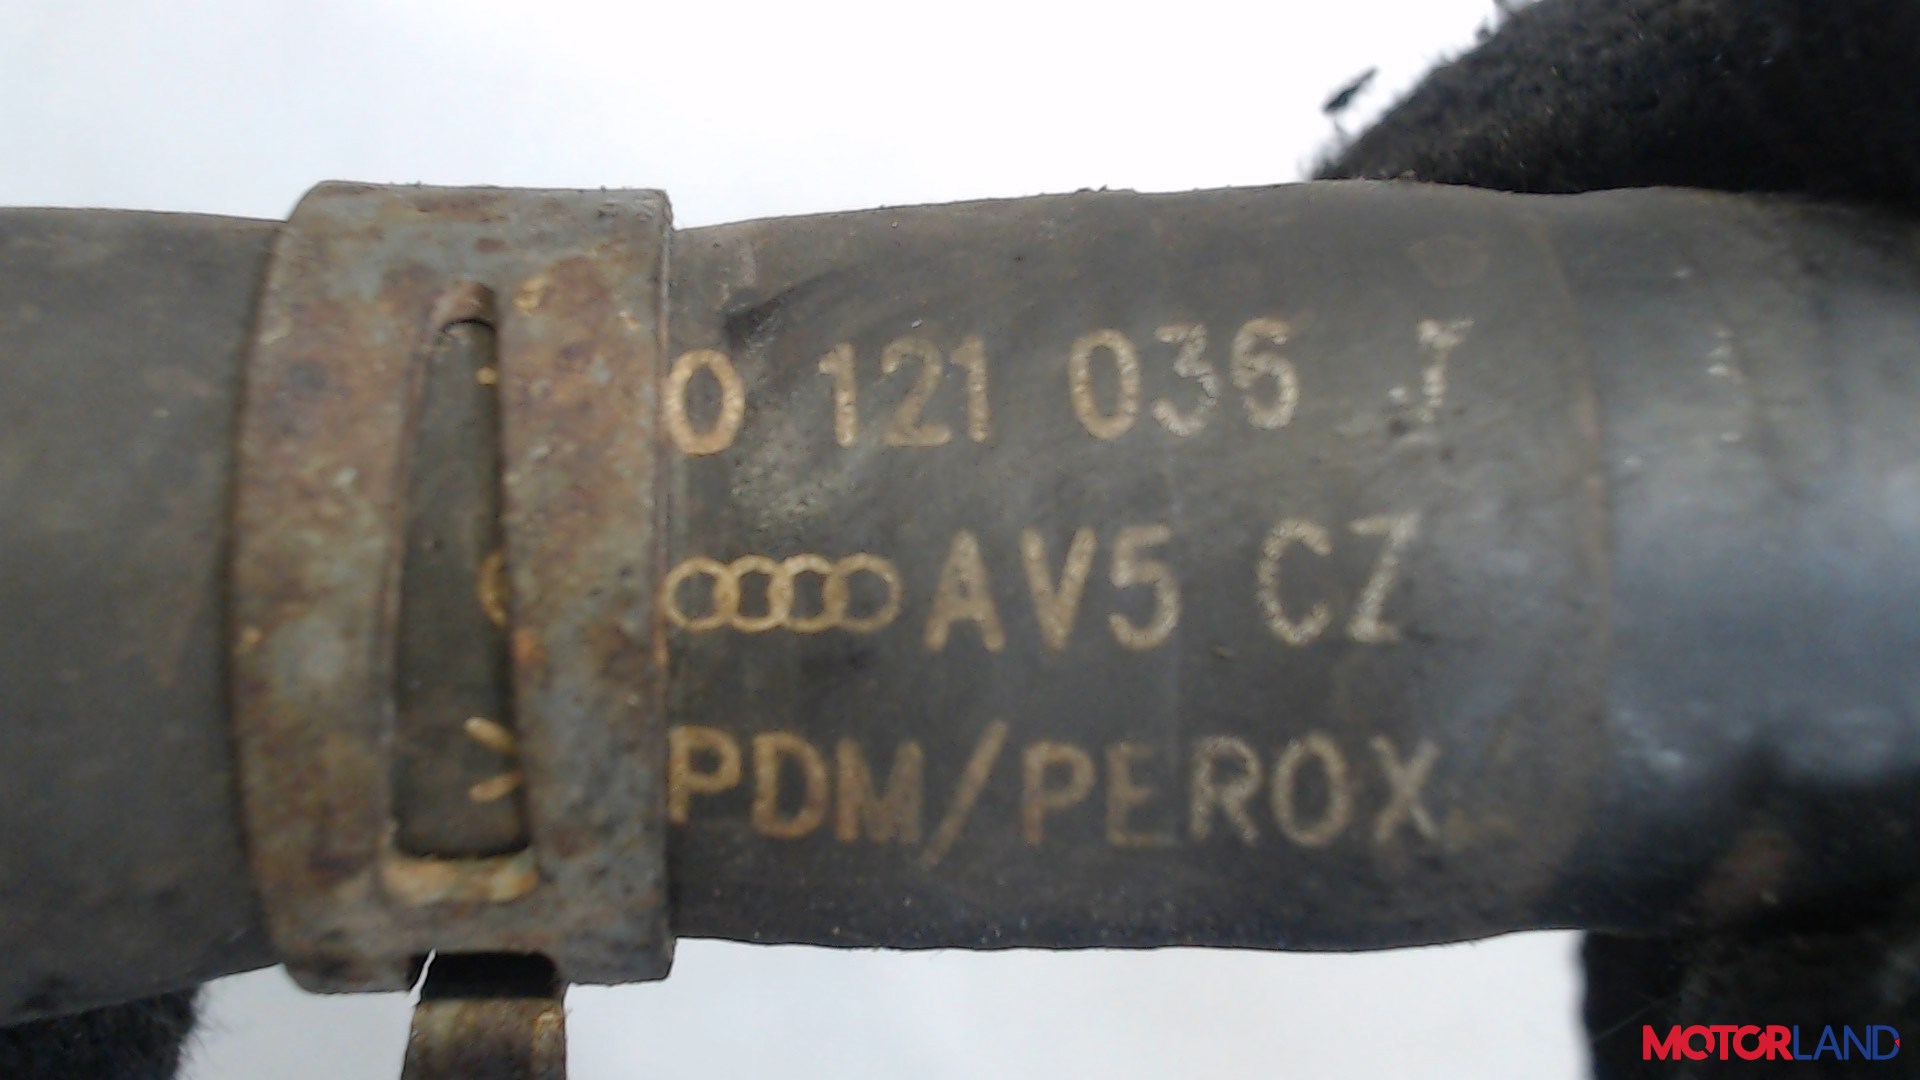 0 121 036 J
AV5 CZ
>PDM/PEROX
MOTORLAND